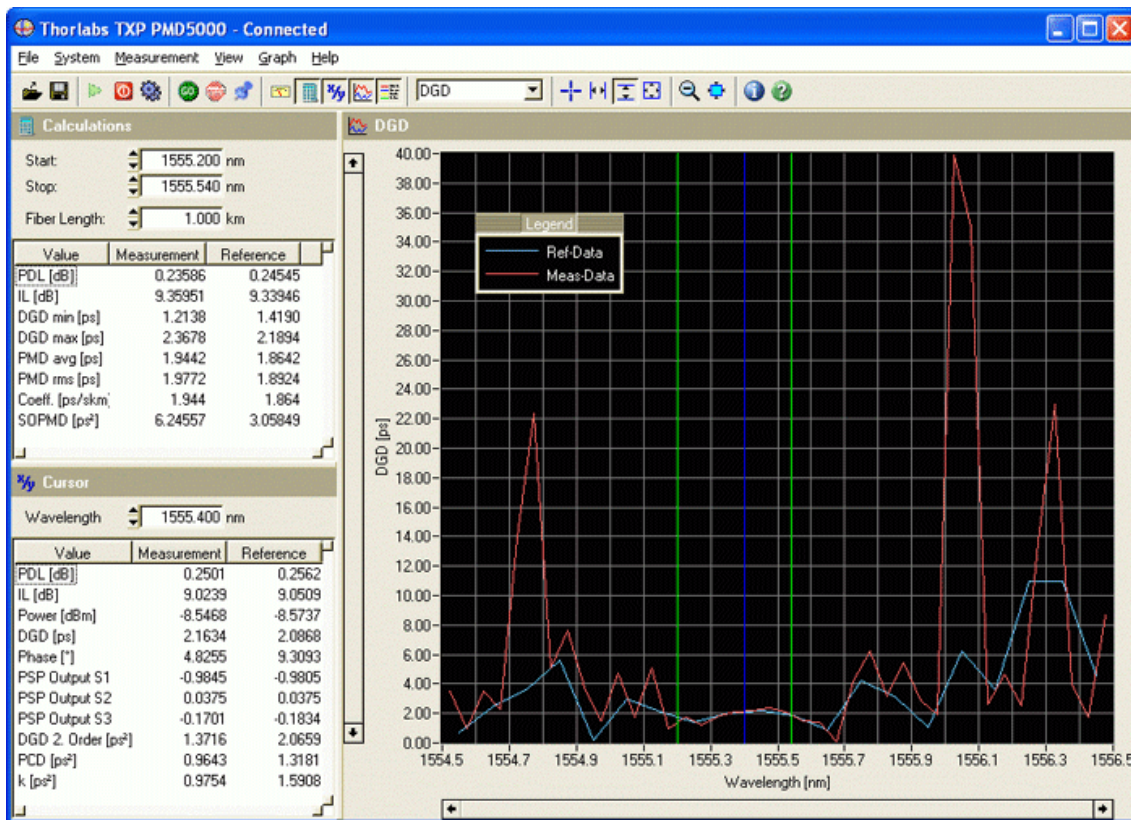 Thorlabs TXP PMD5000 - Connected
File System Measurement View Graph Help
DGD
Calculations
Start: 1555.200 nm
Stop: 1555.540 nm
Fiber Length: 1.000 km
Value Measurement Reference
PDL [dB] 0.23586 0.24545
IL [dB] 9.35951 9.33946
DGD min [ps] 1.2138 1.4190
DGD max [ps] 2.3678 2.1894
PMD avg [ps] 1.9442 1.8642
PMD rms [ps] 1.9772 1.8924
Coeff. [ps/skm] 1.944 1.864
SOPMD [ps²] 6.24557 3.05849
x/y Cursor
Wavelength 1555.400 nm
Value Measurement Reference
PDL [dB] 0.2501 0.2562
IL [dB] 9.0239 9.0509
Power [dBm] -8.5468 -8.5737
DGD [ps] 2.1634 2.0868
Phase [°] 4.8255 9.3093
PSP Output S1 -0.9845 -0.9805
PSP Output S2 0.0375 0.0375
PSP Output S3 -0.1701 -0.1834
DGD 2. Order [ps²] 1.3716 2.0659
PCD [ps²] 0.9643 1.3181
k [ps²] 0.9754 1.5908
DGD
40.00
38.00
36.00
34.00
32.00
30.00
28.00
26.00
24.00
22.00
20.00
18.00
16.00
14.00
12.00
10.00
8.00
6.00
4.00
2.00
0.00
DGD [ps]
Legend
Ref-Data
Meas-Data
1554.5 1554.7 1554.9 1555.1 1555.3 1555.5 1555.7 1555.9 1556.1 1556.3 1556.5
Wavelength [nm]